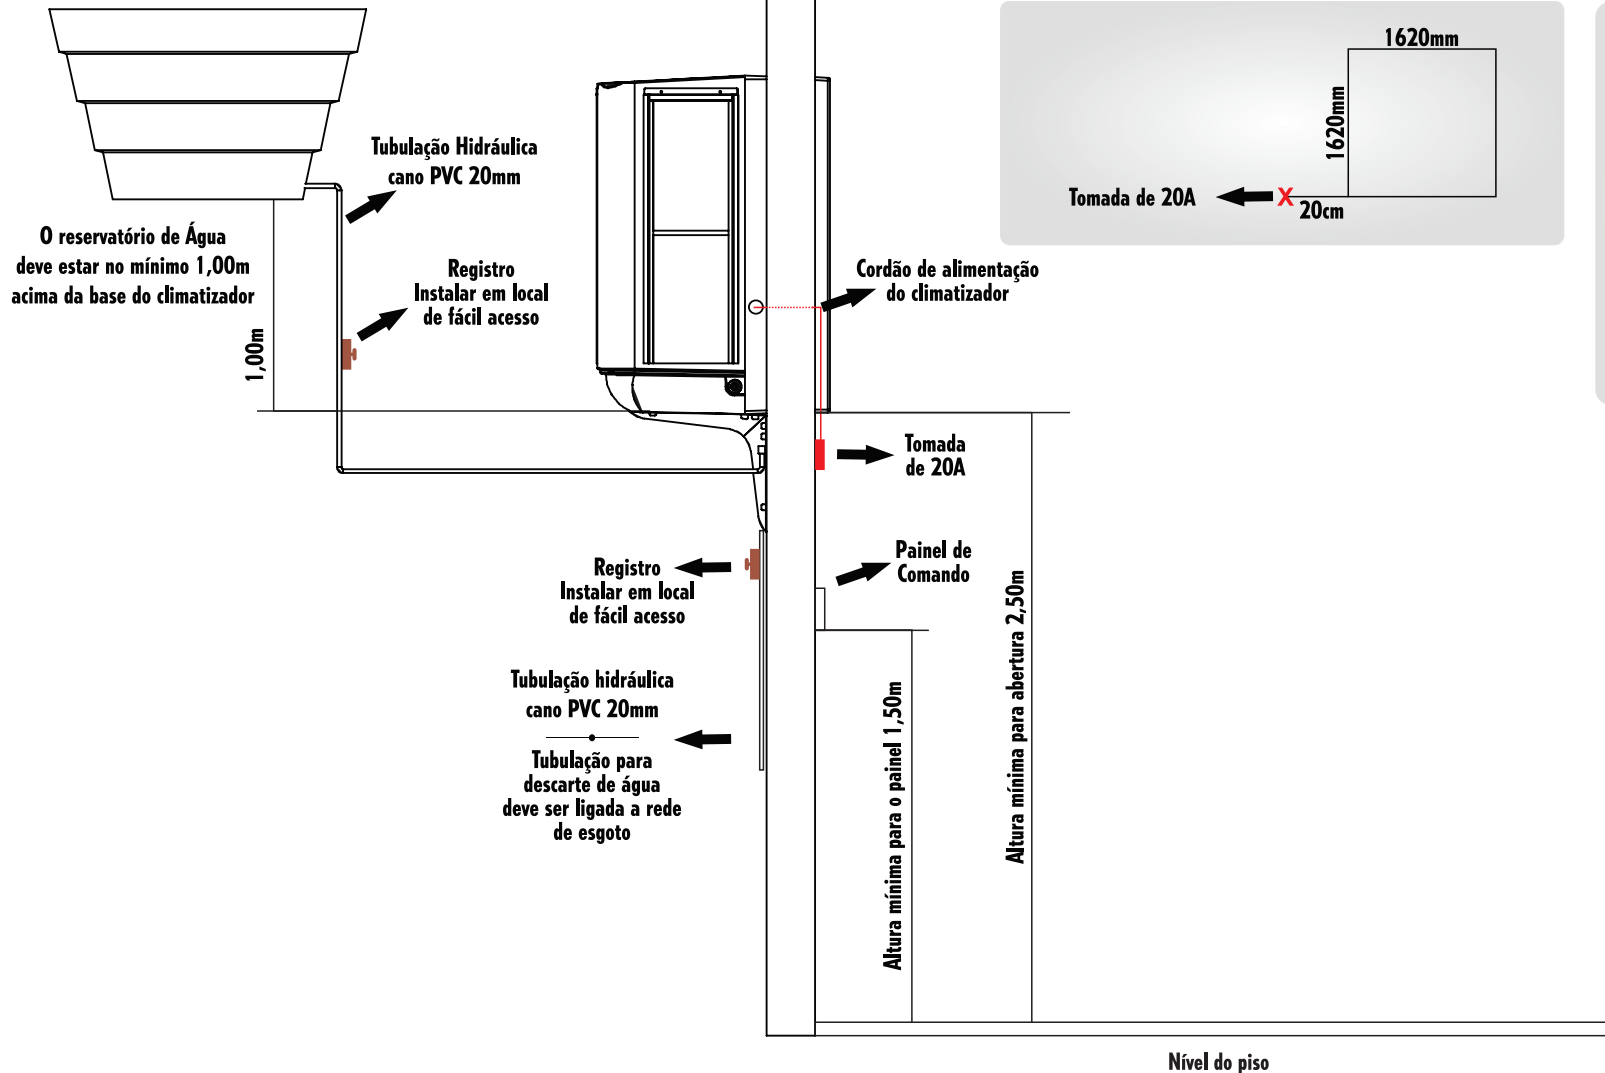 Tubulação Hidráulica
cano PVC 20mm
O reservatório de Água
deve estar no mínimo 1,00m
acima da base do climatizador
Registro
Instalar em local
de fácil acesso
1,00m
1620mm
1620mm
Tomada de 20A
X
20cm
Cordão de alimentação
do climatizador
Tomada
de 20A
Painel de
Comando
Registro
Instalar em local
de fácil acesso
Tubulação hidráulica
cano PVC 20mm
Tubulação para
descarte de água
deve ser ligada a rede
de esgoto
Altura mínima para o painel 1,50m
Altura mínima para abertura 2,50m
Nível do piso